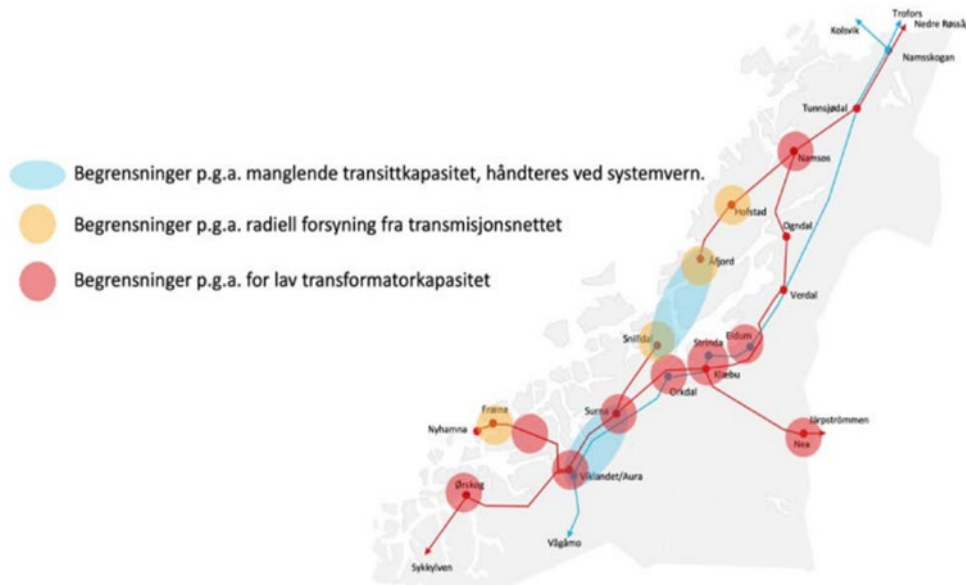 Trofors
Kolsvik
Nedre Røsså
Namsskogan
Tunnsjødal
Begrensninger p.g.a. manglende transittkapasitet, håndteres ved systemvern.
Namsos
Begrensninger p.g.a. radiell forsyning fra transmisjonsnettet
Hofstad
Ogndal
Begrensninger p.g.a. for lav transformatorkapasitet
Åfjord
Verdal
Snilldal
Strinda
Eidum
Klæbu
Orkdal
Fræna
Surna
Nyhamna
Järpströmmen
Nea
Viklandet/Aura
Ørskog
Vågåmo
Sykkylven